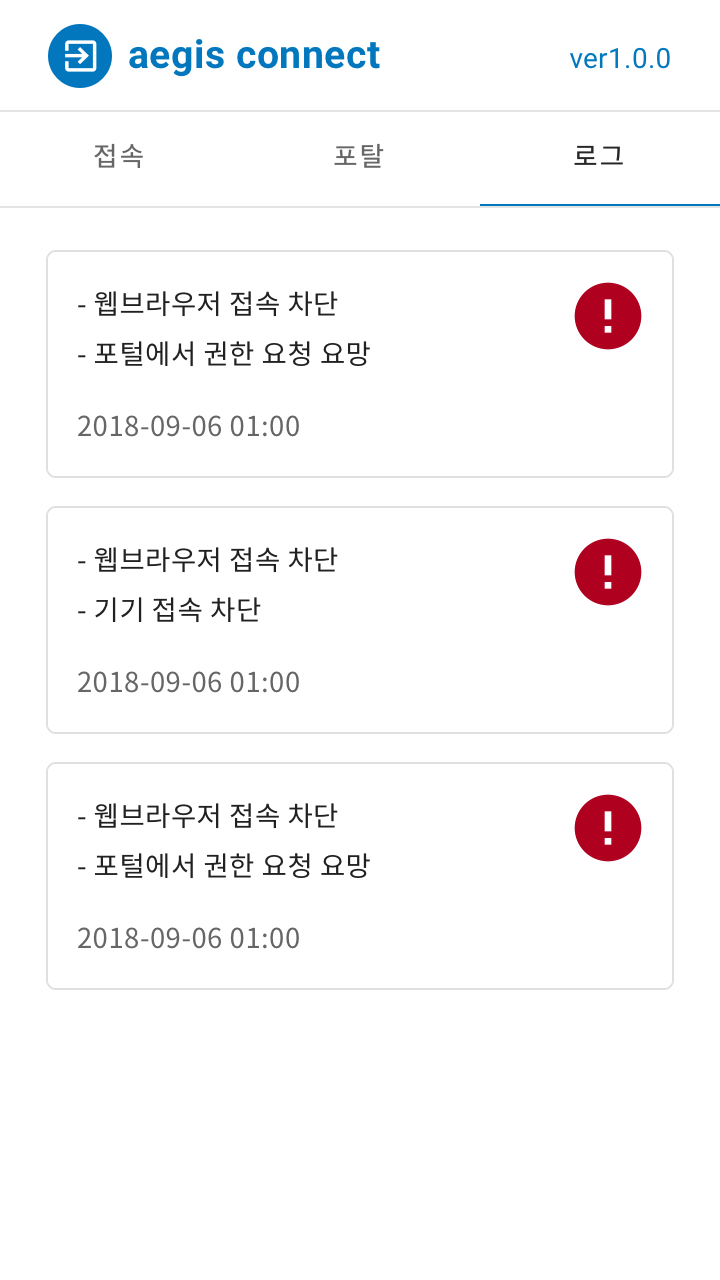 aegis connect
ver1.0.0
접속
포탈
로그
- 웹브라우저 접속 차단
- 포털에서 권한 요청 요망
2018-09-06 01:00
- 웹브라우저 접속 차단
- 기기 접속 차단
2018-09-06 01:00
- 웹브라우저 접속 차단
- 포털에서 권한 요청 요망
2018-09-06 01:00